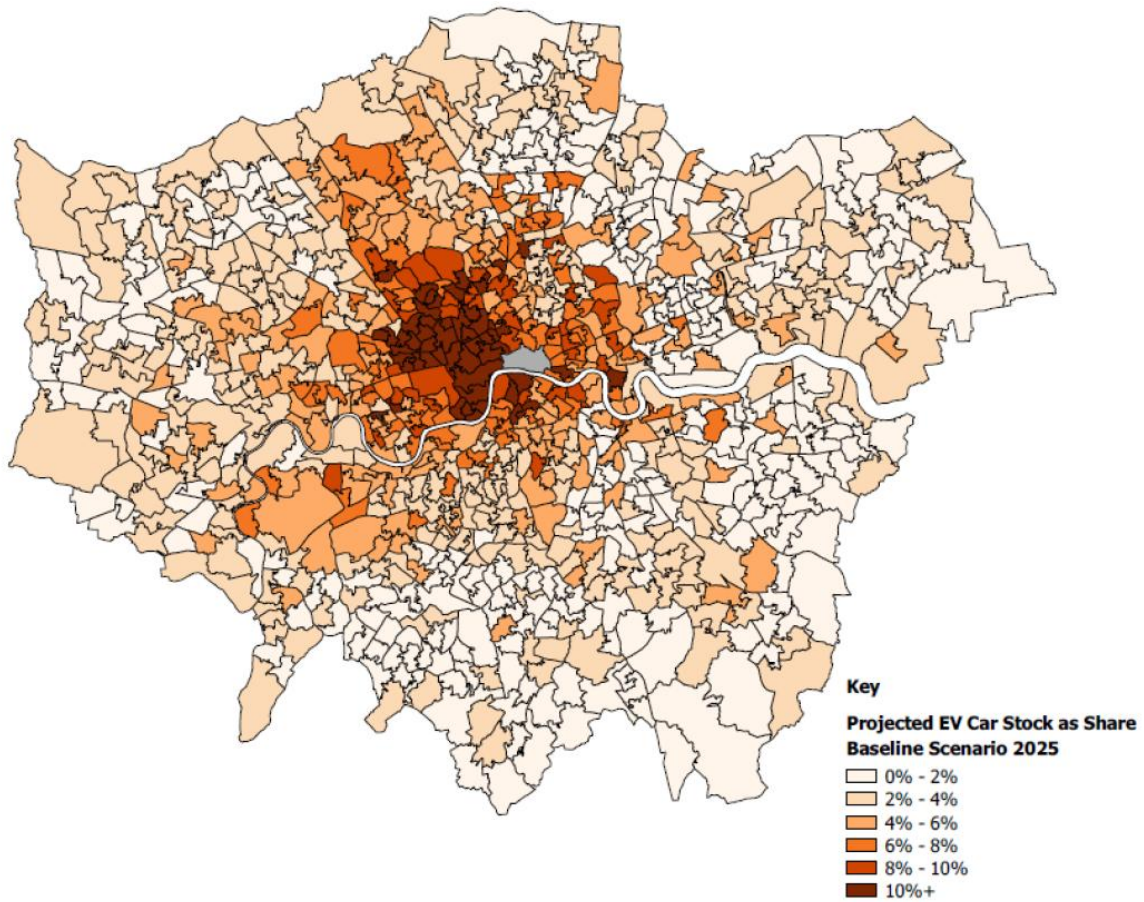 Key
Projected EV Car Stock as Share
Baseline Scenario 2025
0% - 2%
2% - 4%
4% - 6%
6% - 8%
8% - 10%
10%+